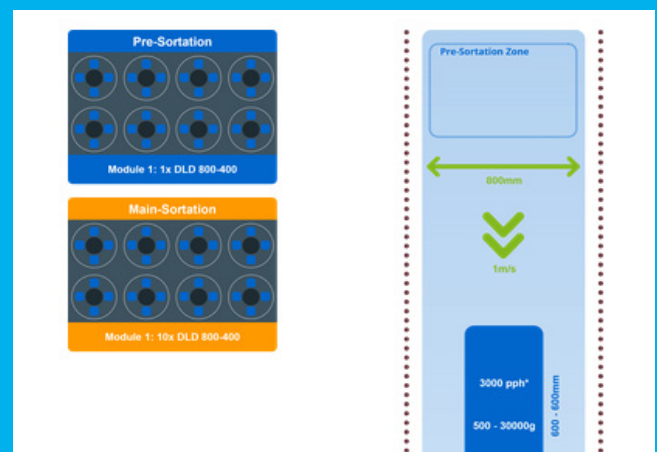 Pre-Sortation
Module 1: 1x DLD 800-400
Main-Sortation
Module 1: 10x DLD 800-400
Pre-Sortation Zone
800mm
1m/s
3000 pph*
500 - 30000g
600 - 600mm